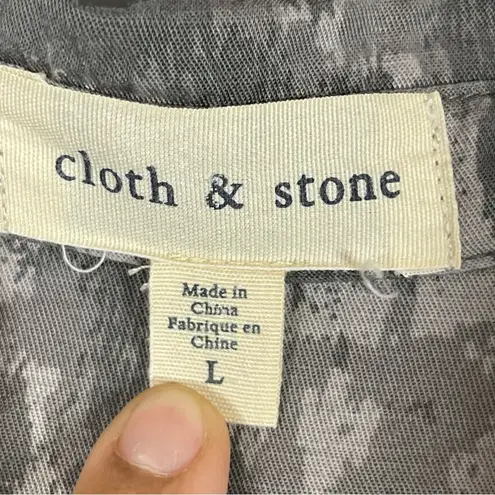 cloth & stone
Made in
China
Fabrique en
Chine
L